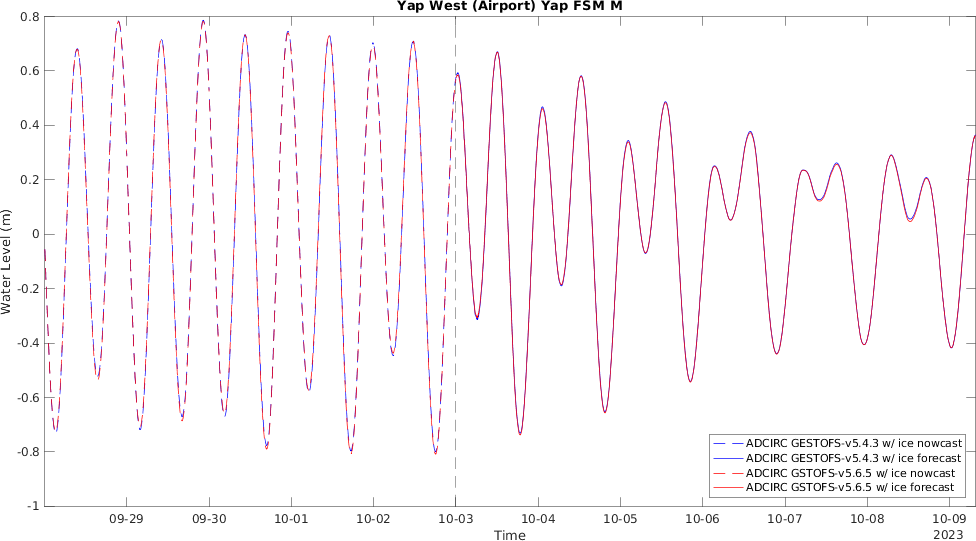 Yap West (Airport) Yap FSM M
Water Level (m)
0.8
0.6
0.4
0.2
0
-0.2
-0.4
-0.6
-0.8
-1
ADCIRC GESTOFS-v5.4.3 w/ ice nowcast
ADCIRC GESTOFS-v5.4.3 w/ ice forecast
ADCIRC GSTOFS-v5.6.5 w/ ice nowcast
ADCIRC GSTOFS-v5.6.5 w/ ice forecast
09-29 09-30 10-01 10-02 10-03 10-04 10-05 10-06 10-07 10-08 10-09
2023
Time